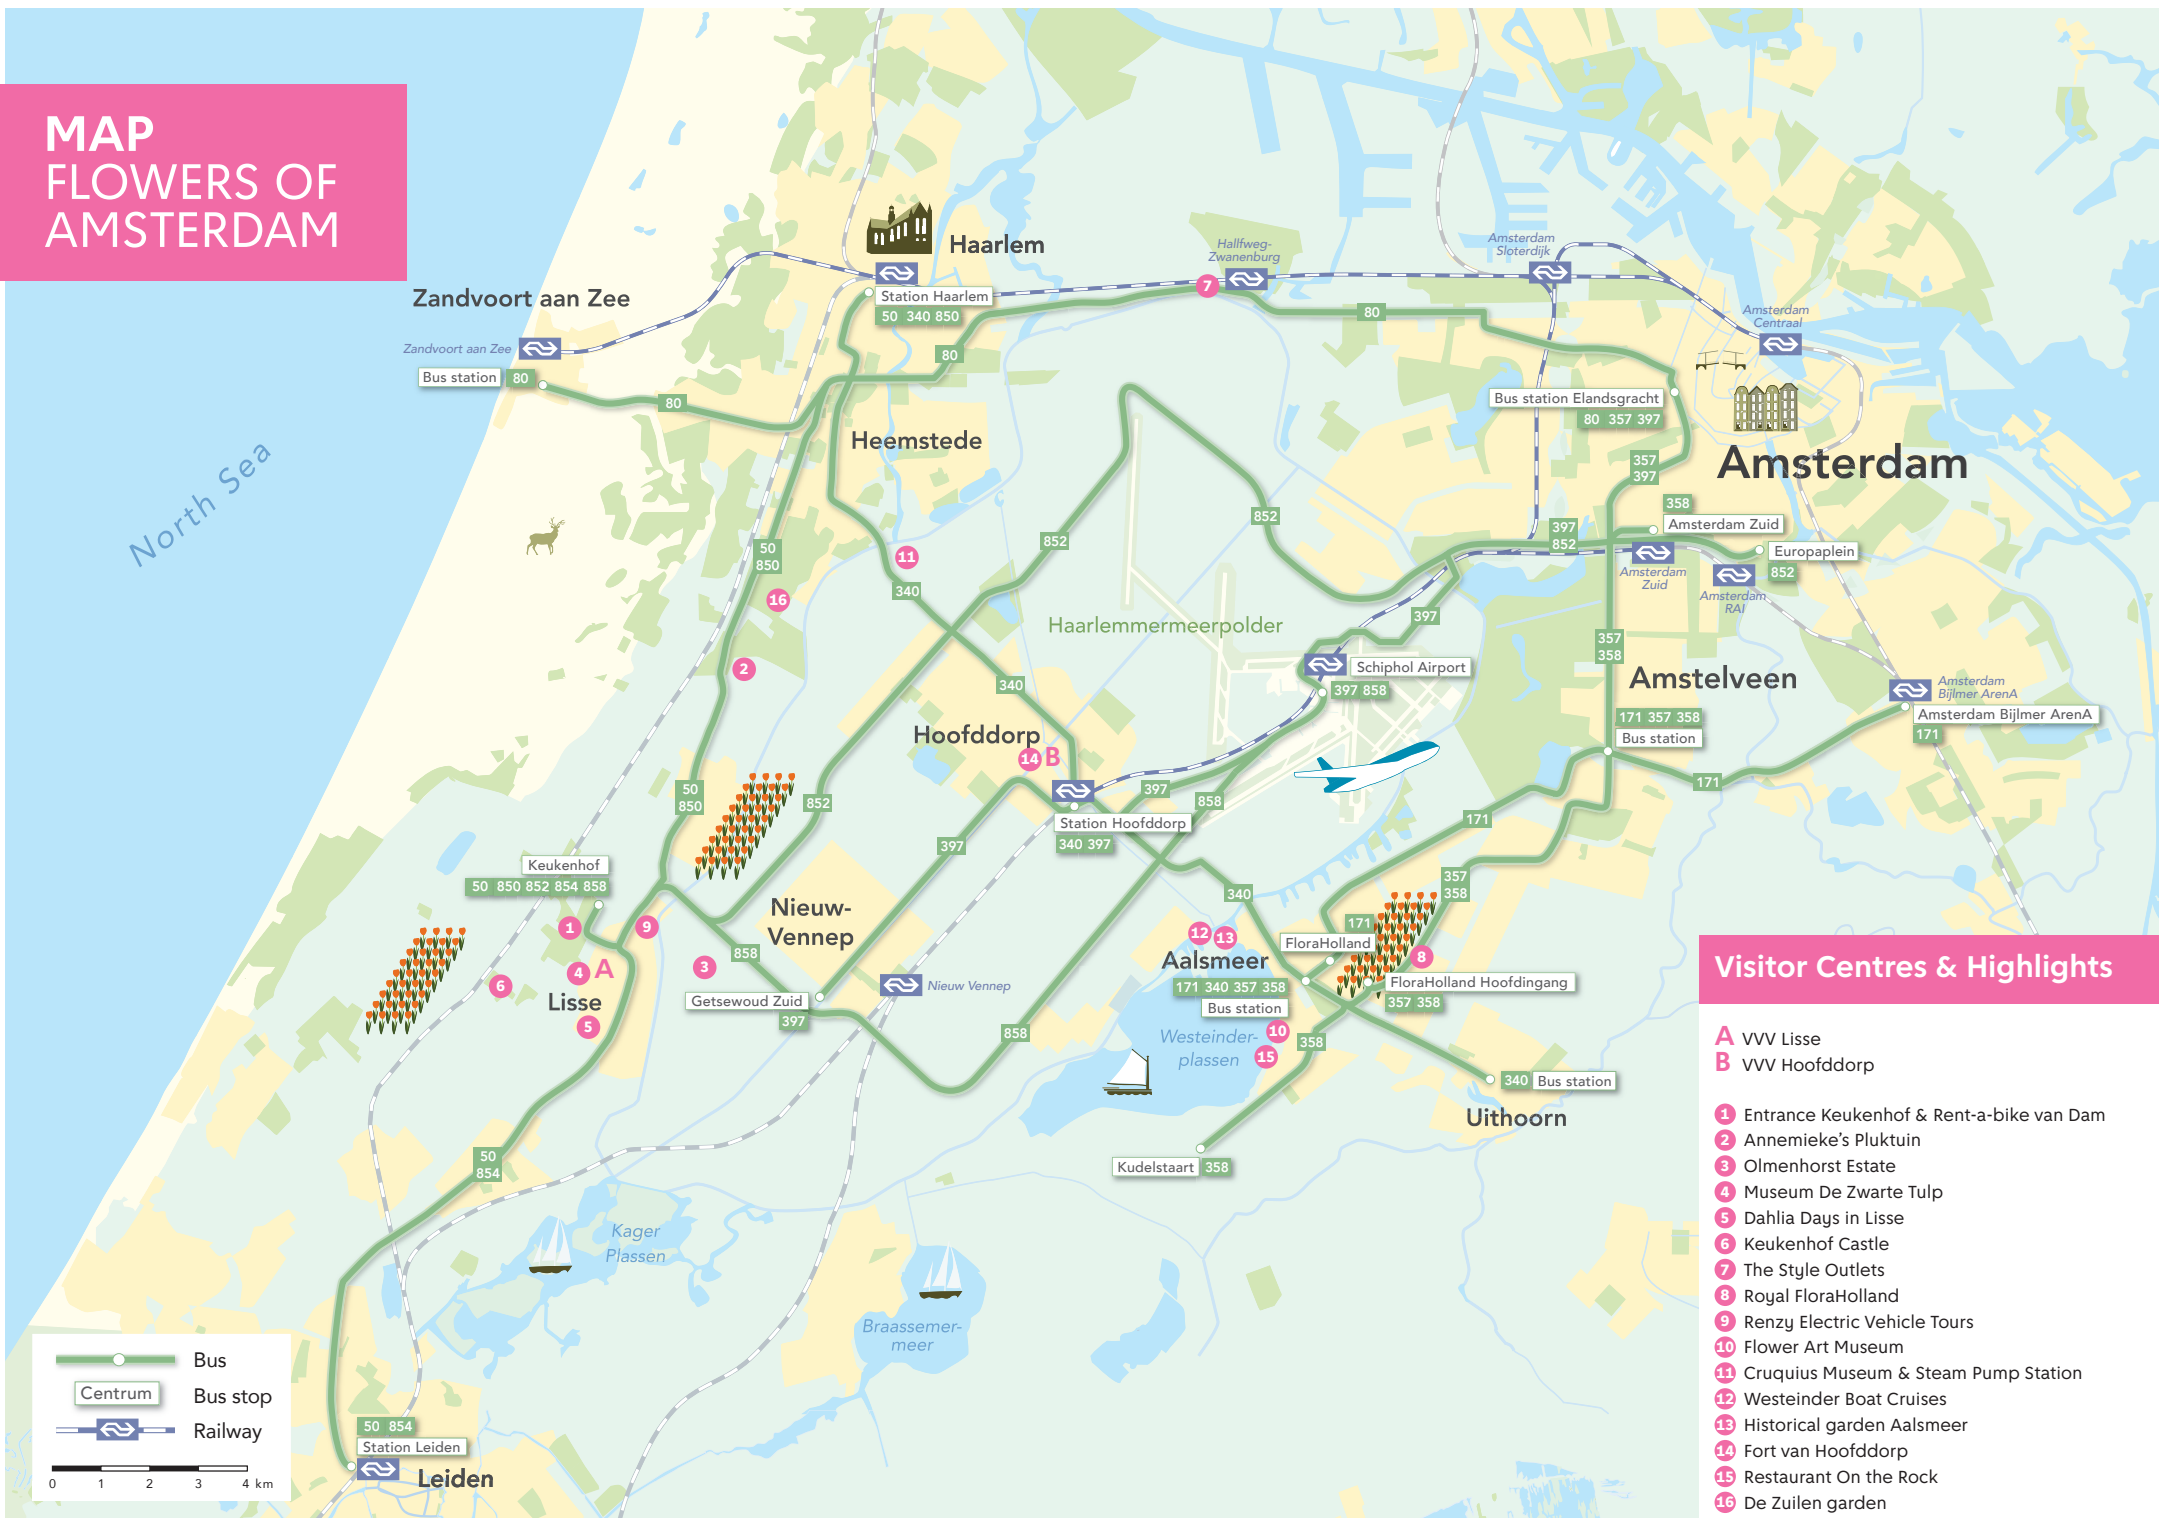 MAP
FLOWERS OF
AMSTERDAM
North Sea
Zandvoort aan Zee
Zandvoort aan Zee
Bus station
80
80
Haarlem
Station Haarlem
50 340 850
80
Heemstede
Hallfweg-
Zwanenburg
7
80
Amsterdam
Sloterdijk
Amsterdam
Centraal
Bus station Elandsgracht
80 357 397
Amsterdam
357
397
358
Amsterdam Zuid
397
852
Europaplein
852
Amsterdam
Zuid
Amsterdam
RAI
852
852
50
850
16
11
340
2
Haarlemmermeerpolder
397
Schiphol Airport
397 858
357
358
Amstelveen
171 357 358
Bus station
Amsterdam
Bijlmer ArenA
Amsterdam Bijlmer ArenA
171
171
340
Hoofddorp
14
B
Station Hoofddorp
340 397
397
858
171
50
850
852
397
Keukenhof
50 850 852 854 858
1
9
4
A
6
Lisse
5
3
858
Nieuw-
Vennep
Getsewoud Zuid
397
Nieuw Vennep
858
340
12
13
Aalsmeer
171 340 357 358
Bus station
Westeinder-
plassen
10
15
171
FloraHolland
357
358
8
FloraHolland Hoofdingang
357 358
358
340
Bus station
Uithoorn
Kudelstaart
358
50
854
Kager
Plassen
Braassemer-
meer
50 854
Station Leiden
Leiden
Bus
Centrum
Bus stop
Railway
0 1 2 3 4 km
Visitor Centres & Highlights
A VVV Lisse
B VVV Hoofddorp
1 Entrance Keukenhof & Rent-a-bike van Dam
2 Annemieke's Pluktuin
3 Olmenhorst Estate
4 Museum De Zwarte Tulp
5 Dahlia Days in Lisse
6 Keukenhof Castle
7 The Style Outlets
8 Royal FloraHolland
9 Renzy Electric Vehicle Tours
10 Flower Art Museum
11 Cruquius Museum & Steam Pump Station
12 Westeinder Boat Cruises
13 Historical garden Aalsmeer
14 Fort van Hoofddorp
15 Restaurant On the Rock
16 De Zuilen garden